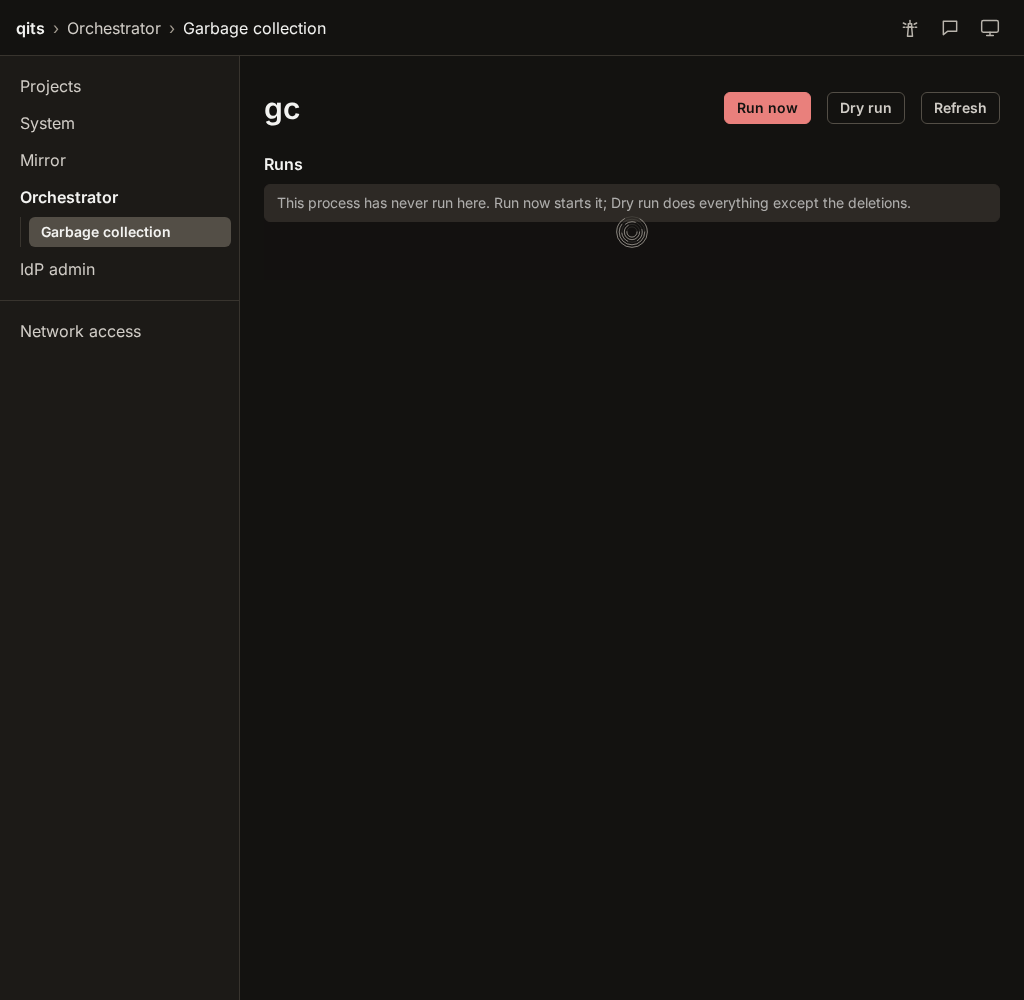 qits › Orchestrator › Garbage collection
Projects
System
Mirror
Orchestrator
Garbage collection
IdP admin
Network access
gc
Run now
Dry run
Refresh
Runs
This process has never run here. Run now starts it; Dry run does everything except the deletions.